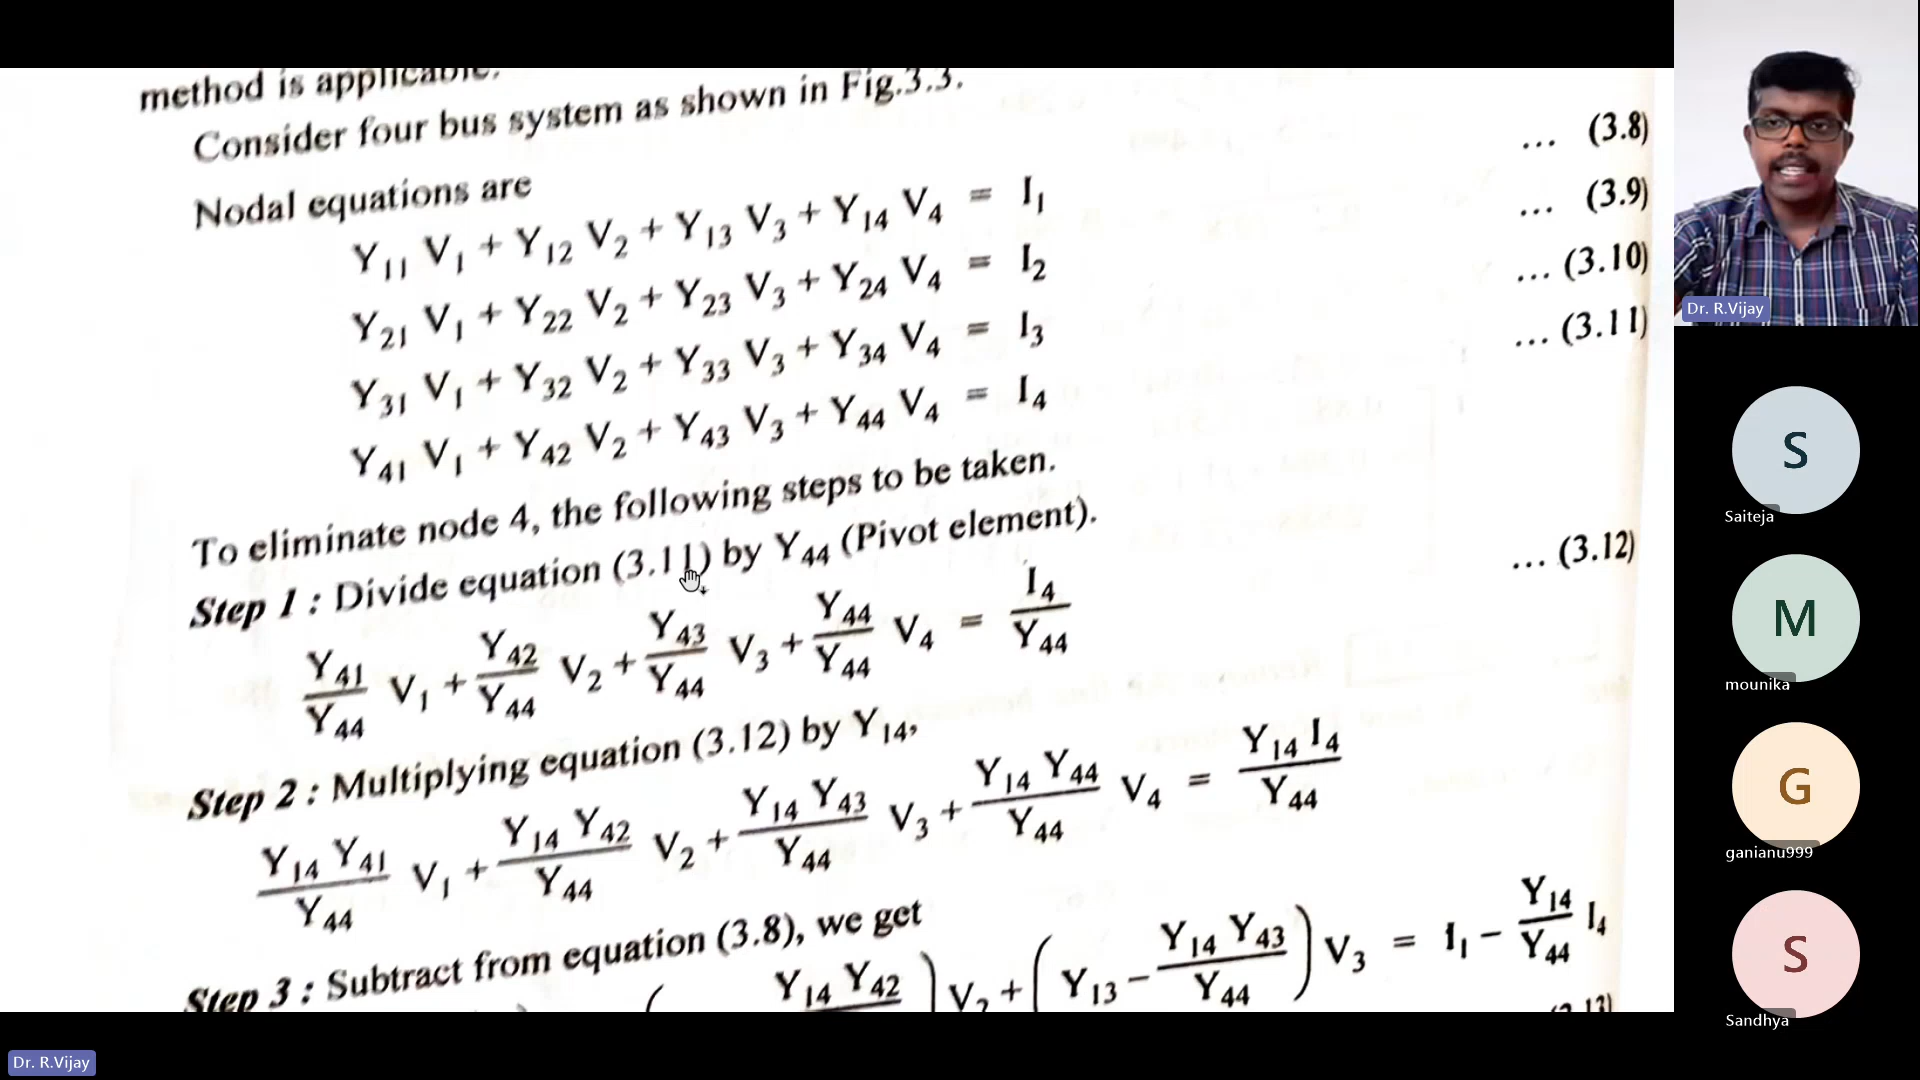 method is applicable.
Consider four bus system as shown in Fig.3.3.
Nodal equations are
Y11 V1 + Y12 V2 + Y13 V3 + Y14 V4 = I1 ... (3.8)
Y21 V1 + Y22 V2 + Y23 V3 + Y24 V4 = I2 ... (3.9)
Y31 V1 + Y32 V2 + Y33 V3 + Y34 V4 = I3 ... (3.10)
Y41 V1 + Y42 V2 + Y43 V3 + Y44 V4 = I4 ... (3.11)
To eliminate node 4, the following steps to be taken.
Step 1 : Divide equation (3.11) by Y44 (Pivot element).
Y41/Y44 V1 + Y42/Y44 V2 + Y43/Y44 V3 + Y44/Y44 V4 = I4/Y44 ... (3.12)
Step 2 : Multiplying equation (3.12) by Y14,
Y14 Y41/Y44 V1 + Y14 Y42/Y44 V2 + Y14 Y43/Y44 V3 + Y14 Y44/Y44 V4 = Y14 I4/Y44
Step 3 : Subtract from equation (3.8), we get
Y14 Y42 ) V2 + ( Y13 − Y14 Y43/Y44 ) V3 = I1 − Y14/Y44 I4
Dr. R.Vijay
S
Saiteja
M
mounika
G
ganianu999
S
Sandhya
Dr. R.Vijay